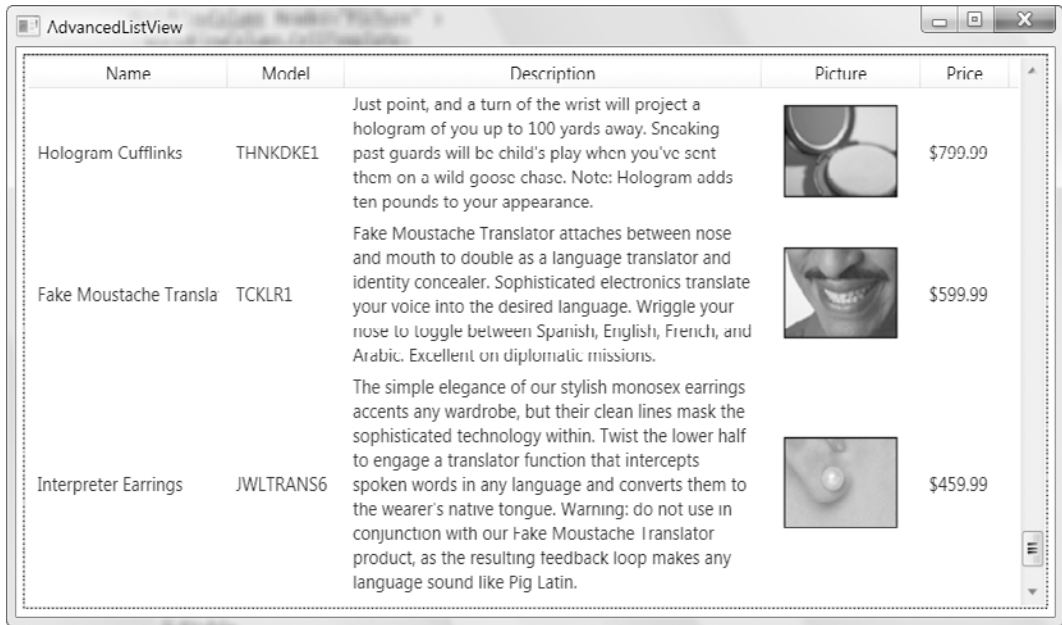 AdvancedListView
Name Model Description Picture Price
Just point, and a turn of the wrist will project a
hologram of you up to 100 yards away. Sneaking
Hologram Cufflinks THNKDKE1 past guards will be child's play when you've sent $799.99
them on a wild goose chase. Note: Hologram adds
ten pounds to your appearance.
Fake Moustache Translator attaches between nose
and mouth to double as a language translator and
identity concealer. Sophisticated electronics translate
Fake Moustache Transla TCKLR1 your voice into the desired language. Wriggle your $599.99
nose to toggle between Spanish, English, French, and
Arabic. Excellent on diplomatic missions.
The simple elegance of our stylish monosex earrings
accents any wardrobe, but their clean lines mask the
sophisticated technology within. Twist the lower half
to engage a translator function that intercepts
Interpreter Earrings JWLTRANS6 spoken words in any language and converts them to $459.99
the wearer's native tongue. Warning: do not use in
conjunction with our Fake Moustache Translator
product, as the resulting feedback loop makes any
language sound like Pig Latin.